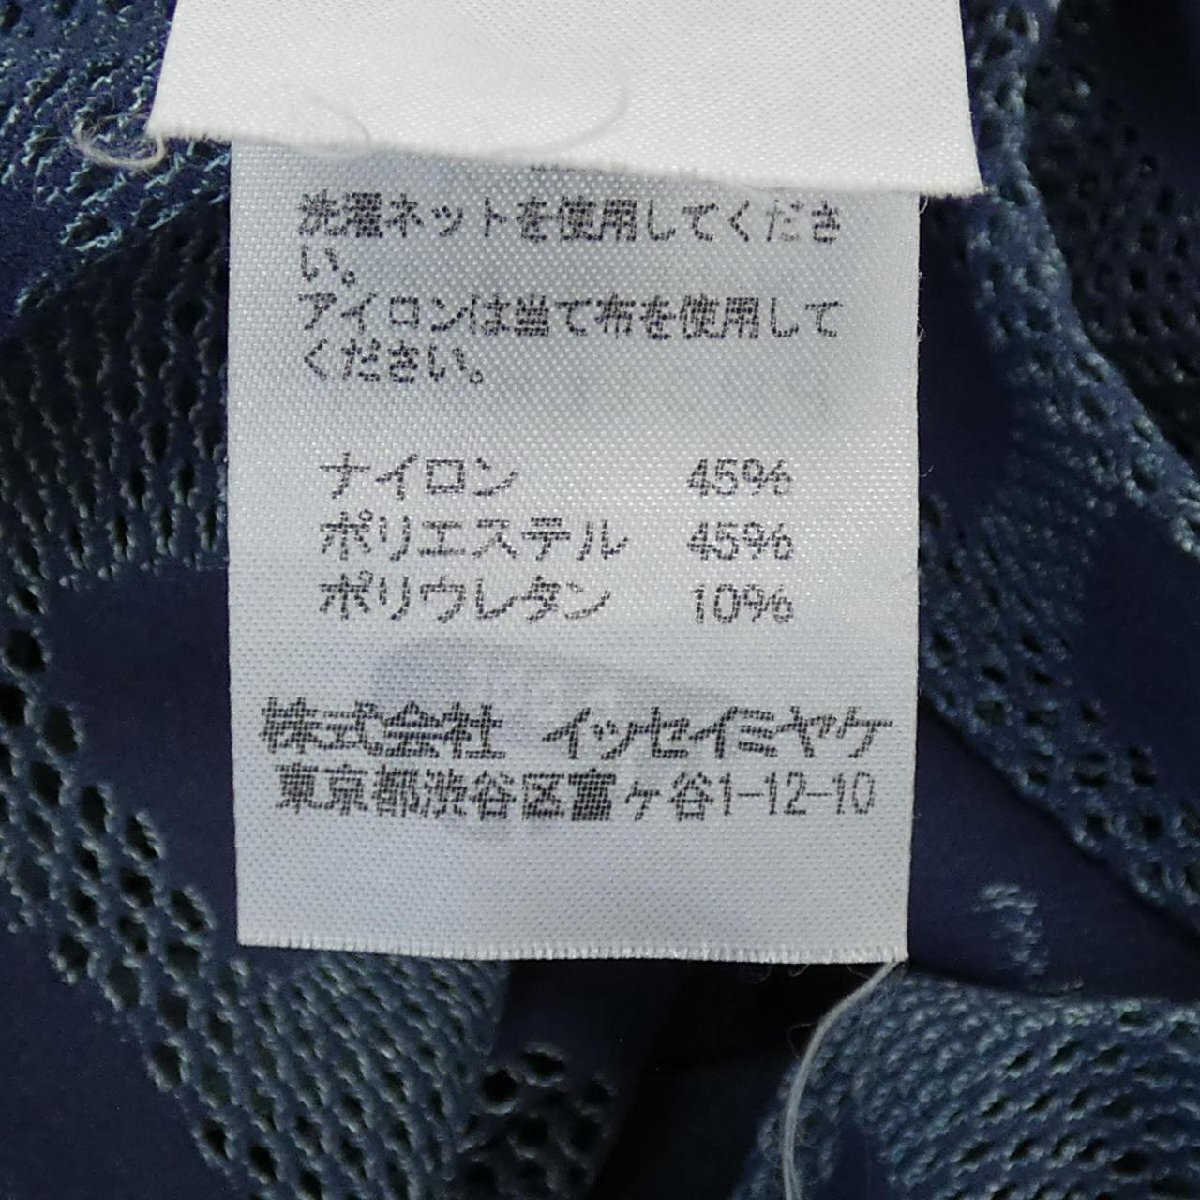 洗濯ネットを使用してくださ
い。
アイロンは当て布を使用して
ください。
ナイロン 45%
ポリエステル 45%
ポリウレタン 10%
株式会社 イッセイミヤケ
東京都渋谷区富ヶ谷1-12-10